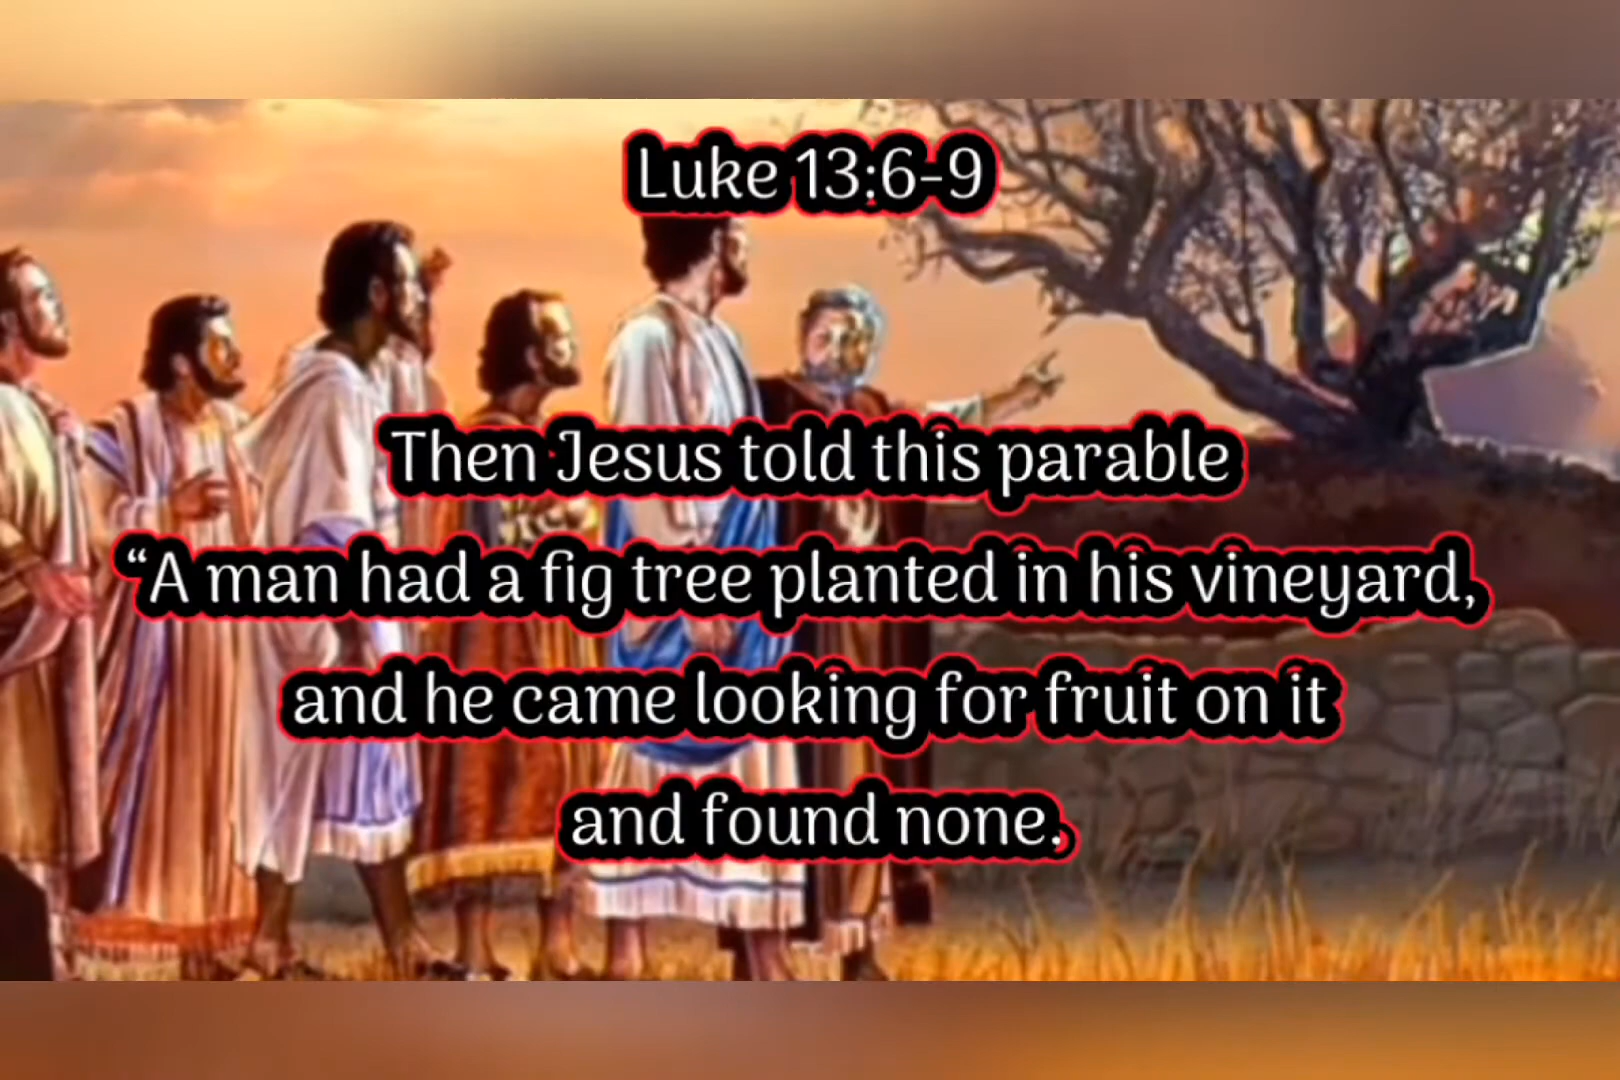 Luke 13:6-9
Then Jesus told this parable
“A man had a fig tree planted in his vineyard,
and he came looking for fruit on it
and found none.